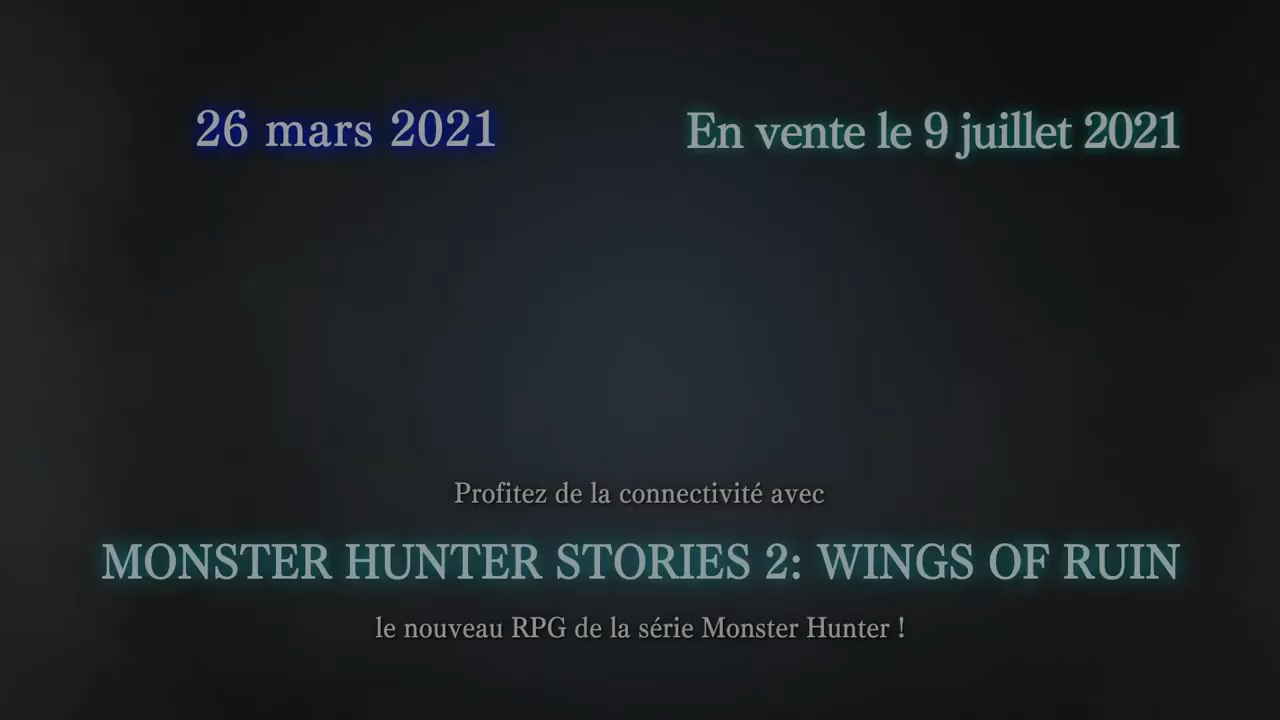 26 mars 2021
En vente le 9 juillet 2021
Profitez de la connectivité avec
MONSTER HUNTER STORIES 2: WINGS OF RUIN
le nouveau RPG de la série Monster Hunter !